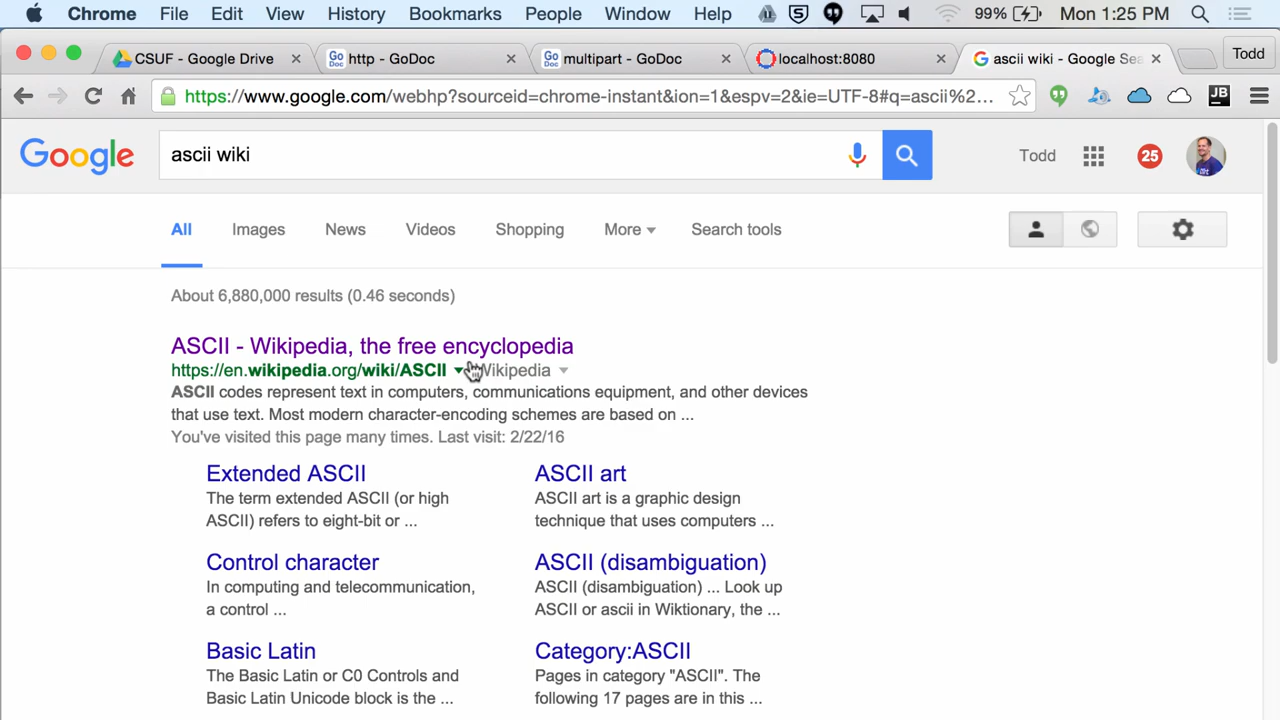 Chrome File Edit View History Bookmarks People Window Help 99% Mon 1:25 PM
CSUF - Google Drive http - GoDoc multipart - GoDoc localhost:8080 ascii wiki - Google Sea Todd
https://www.google.com/webhp?sourceid=chrome-instant&ion=1&espv=2&ie=UTF-8#q=ascii%2... JB
Google ascii wiki Todd 25
All Images News Videos Shopping More Search tools
About 6,880,000 results (0.46 seconds)
ASCII - Wikipedia, the free encyclopedia
https://en.wikipedia.org/wiki/ASCII Wikipedia
ASCII codes represent text in computers, communications equipment, and other devices
that use text. Most modern character-encoding schemes are based on ...
You've visited this page many times. Last visit: 2/22/16
Extended ASCII
The term extended ASCII (or high
ASCII) refers to eight-bit or ...
ASCII art
ASCII art is a graphic design
technique that uses computers ...
Control character
In computing and telecommunication,
a control ...
ASCII (disambiguation)
ASCII (disambiguation) ... Look up
ASCII or ascii in Wiktionary, the ...
Basic Latin
The Basic Latin or C0 Controls and
Basic Latin Unicode block is the ...
Category:ASCII
Pages in category "ASCII". The
following 17 pages are in this ...